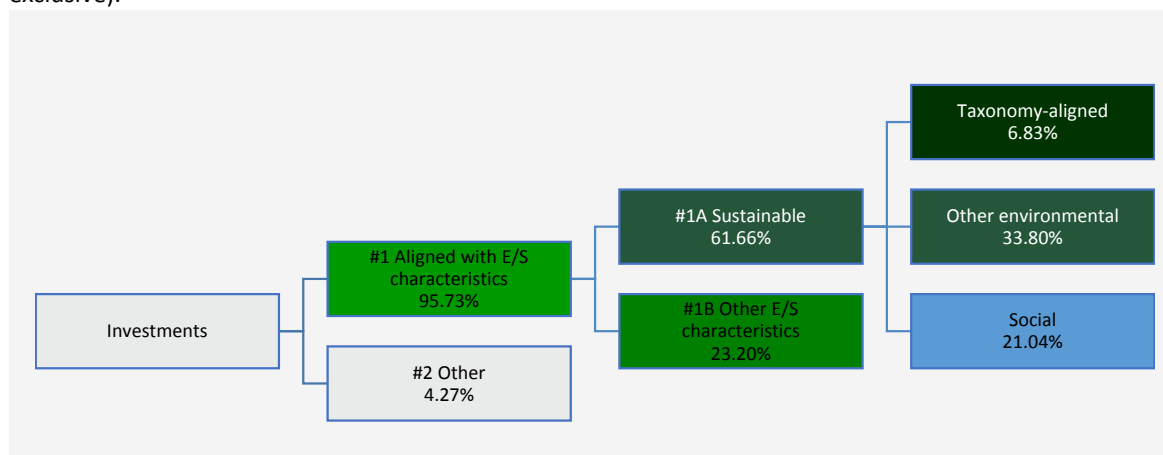 exclusive).
Investments
#1 Aligned with E/S
characteristics
95.73%
#2 Other
4.27%
#1A Sustainable
61.66%
#1B Other E/S
characteristics
23.20%
Taxonomy-aligned
6.83%
Other environmental
33.80%
Social
21.04%